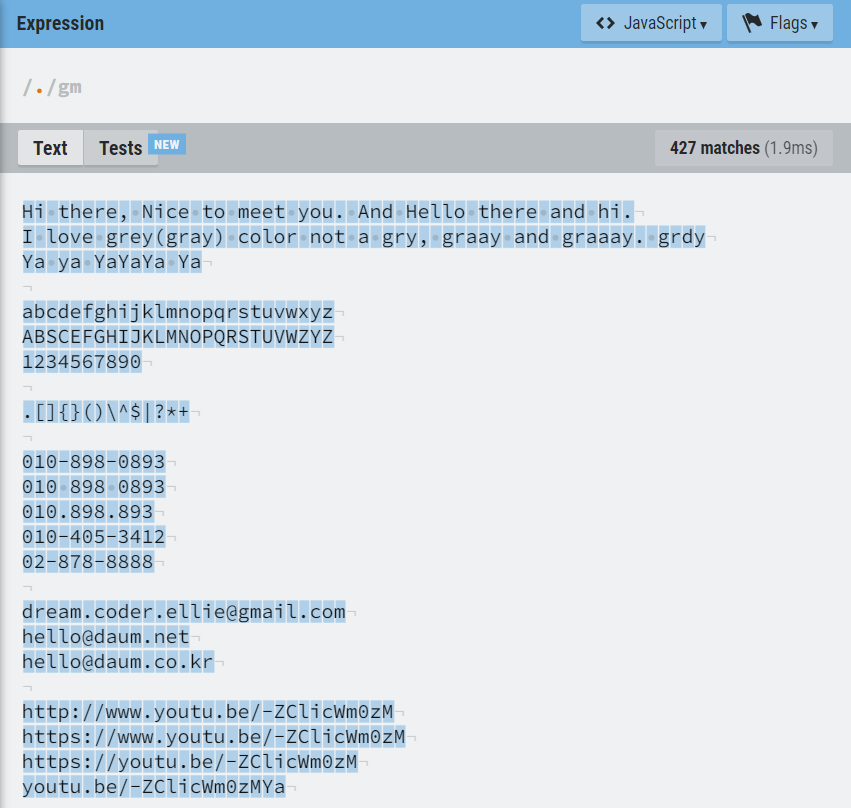 Expression
<> JavaScript ▾ Flags ▾
/./gm
Text Tests NEW 427 matches (1.9ms)
Hi there, Nice to meet you. And Hello there and hi.
I love grey(gray) color not a gry, graay and graaay. grdy
Ya ya YaYaYa Ya
abcdefghijklmnopqrstuvwxyz
ABSCEFGHIJKLMNOPQRSTUVWZYZ
1234567890
.[]{}()\^$|?*+
010-898-0893
010 898 0893
010.898.893
010-405-3412
02-878-8888
dream.coder.ellie@gmail.com
hello@daum.net
hello@daum.co.kr
http://www.youtu.be/-ZClicWm0zM
https://www.youtu.be/-ZClicWm0zM
https://youtu.be/-ZClicWm0zM
youtu.be/-ZClicWm0zMYa